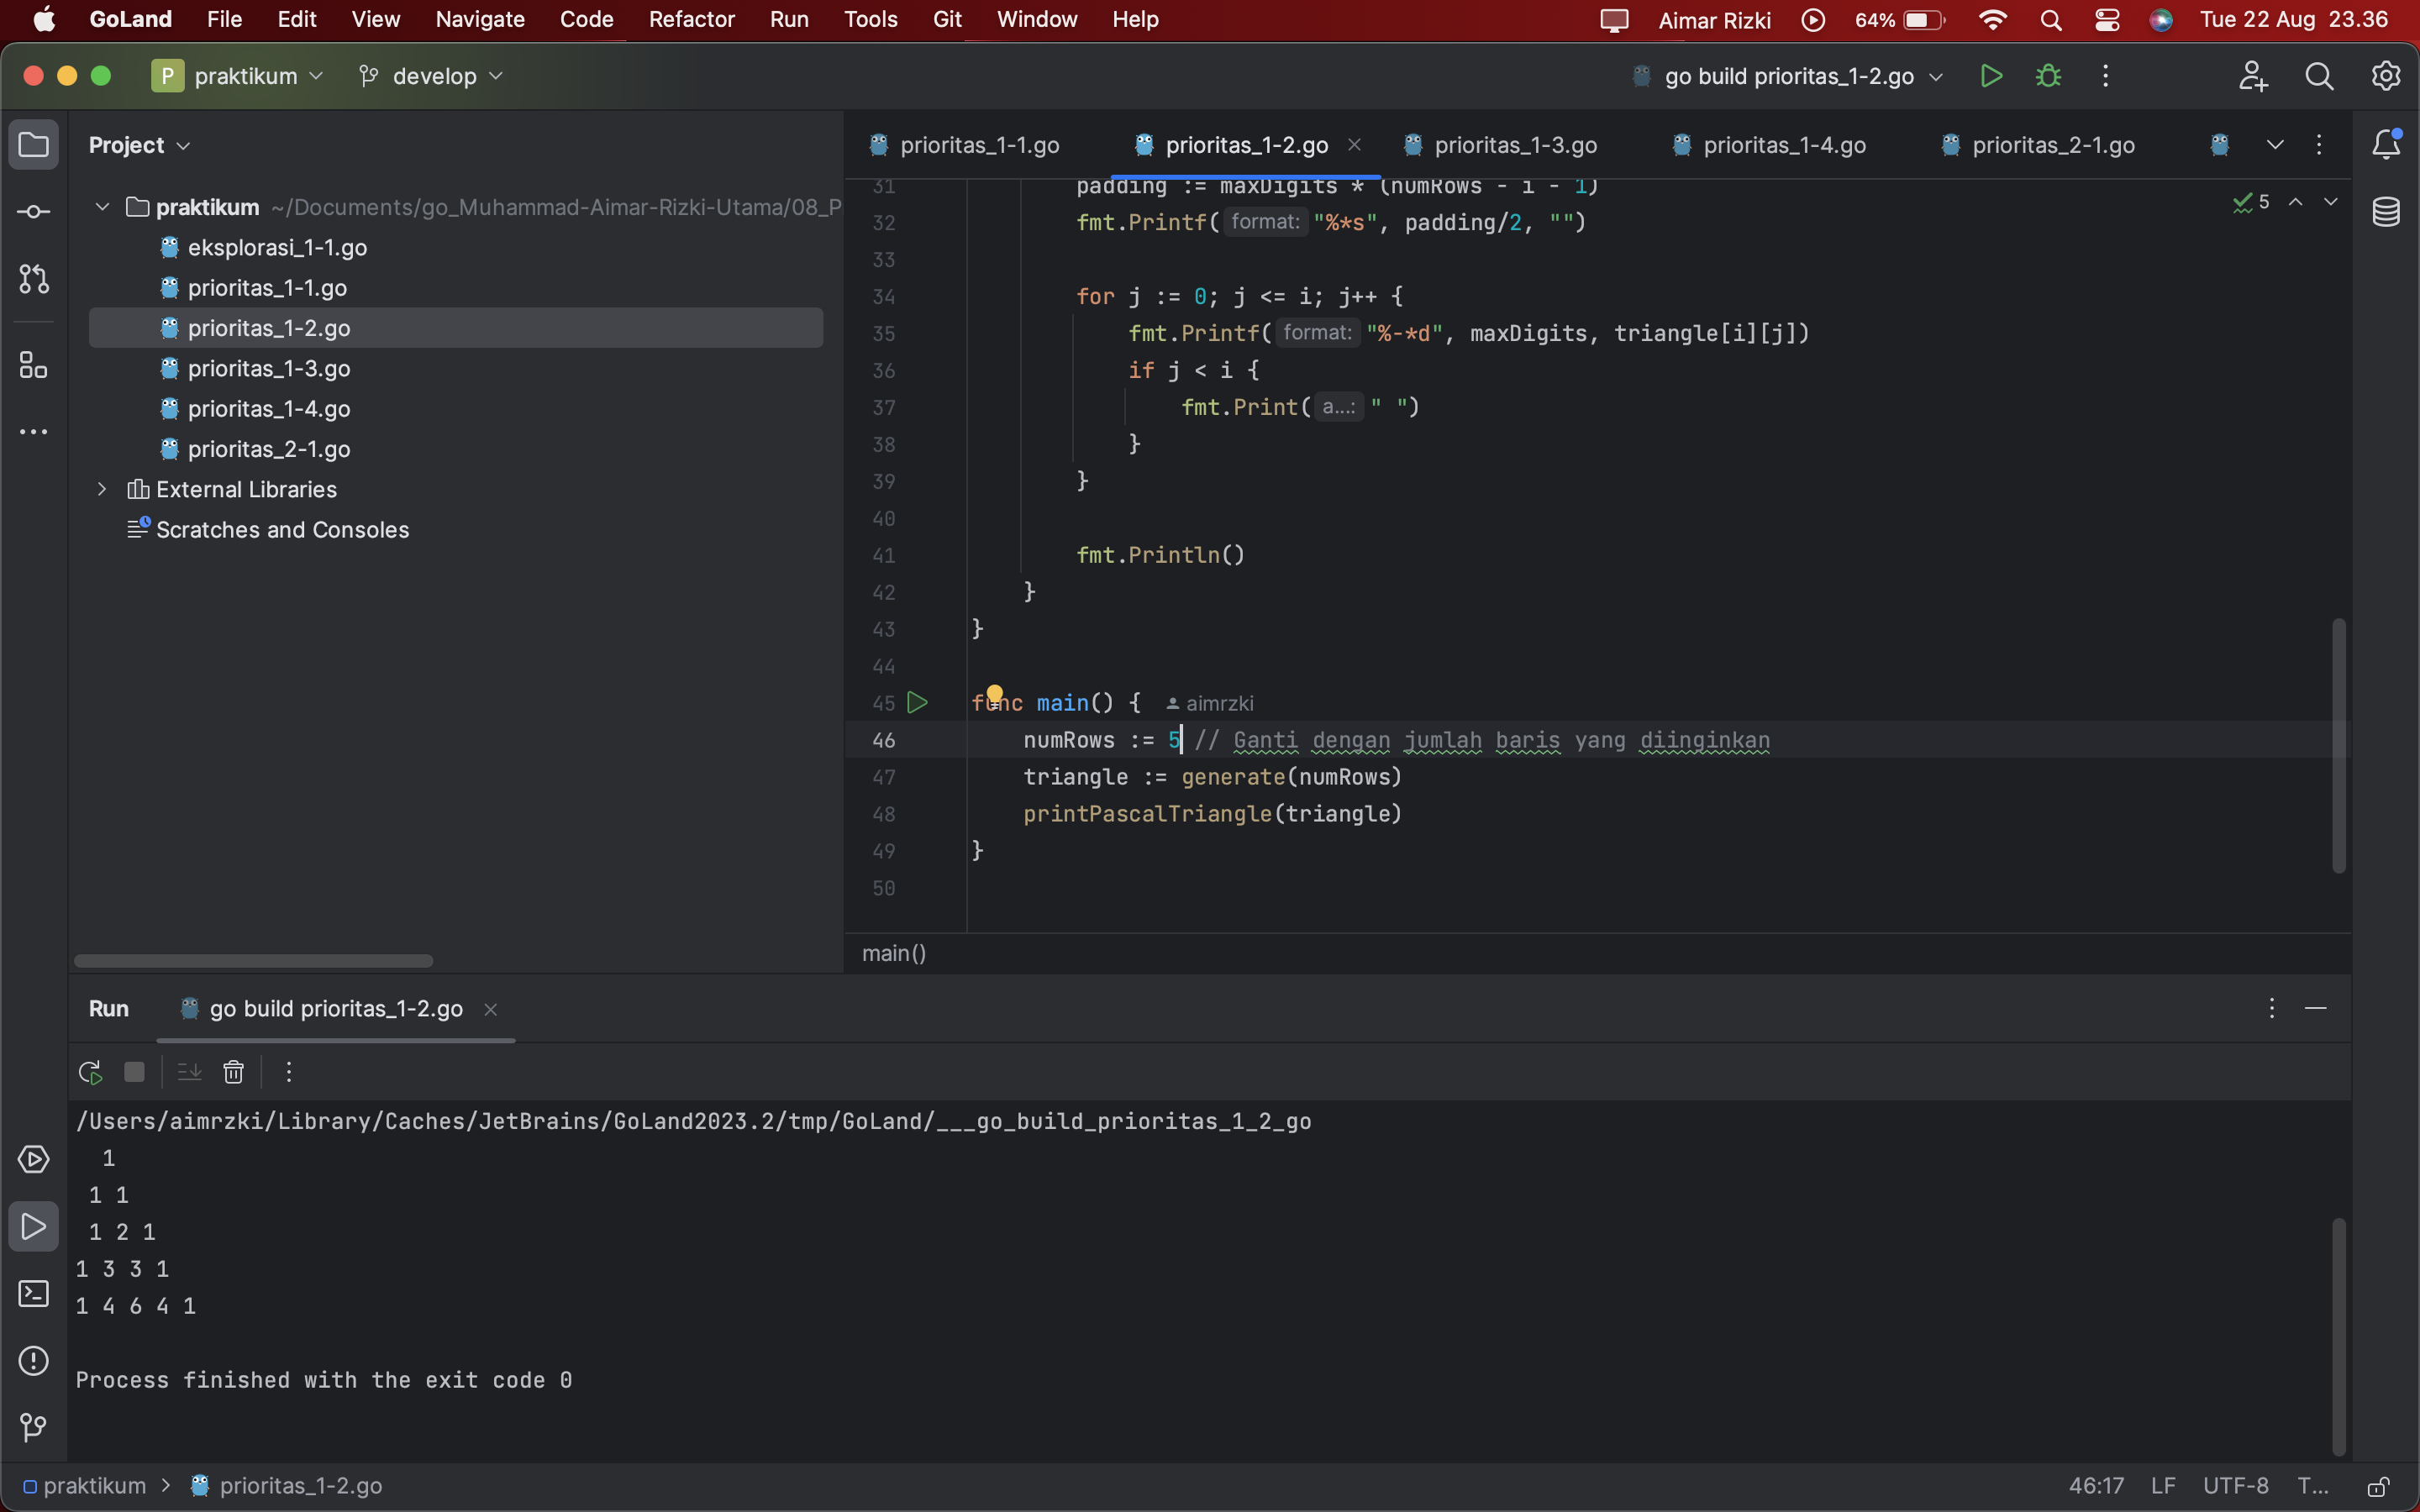 GoLand File Edit View Navigate Code Refactor Run Tools Git Window Help Aimar Rizki 64% Tue 22 Aug 23.36
P praktikum develop go build prioritas_1-2.go
Project
praktikum ~/Documents/go_Muhammad-Aimar-Rizki-Utama/08_P
eksplorasi_1-1.go
prioritas_1-1.go
prioritas_1-2.go
prioritas_1-3.go
prioritas_1-4.go
prioritas_2-1.go
External Libraries
Scratches and Consoles
prioritas_1-1.go prioritas_1-2.go prioritas_1-3.go prioritas_1-4.go prioritas_2-1.go
5
31 padding := maxDigits * (numRows - i - 1)
32 fmt.Printf( format: "%*s", padding/2, "")
33
34 for j := 0; j <= i; j++ {
35 fmt.Printf( format: "%-*d", maxDigits, triangle[i][j])
36 if j < i {
37 fmt.Print( a...: " ")
38 }
39 }
40
41 fmt.Println()
42 }
43 }
44
45 func main() { aimrzki
46 numRows := 5 // Ganti dengan jumlah baris yang diinginkan
47 triangle := generate(numRows)
48 printPascalTriangle(triangle)
49 }
50
main()
Run go build prioritas_1-2.go
/Users/aimrzki/Library/Caches/JetBrains/GoLand2023.2/tmp/GoLand/___go_build_prioritas_1_2_go
1
1 1
1 2 1
1 3 3 1
1 4 6 4 1
Process finished with the exit code 0
praktikum > prioritas_1-2.go 46:17 LF UTF-8 T...